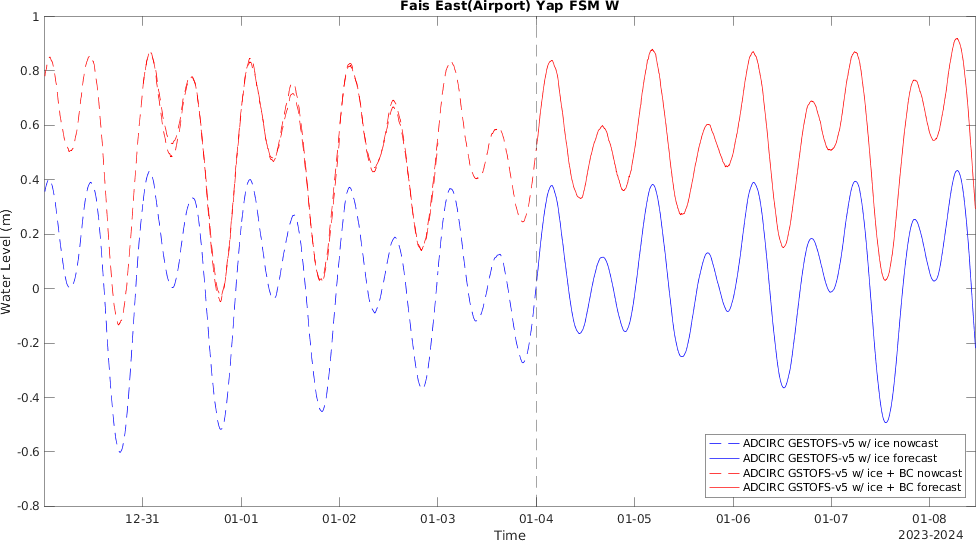 Fais East(Airport) Yap FSM W
1
0.8
0.6
0.4
0.2
0
-0.2
-0.4
-0.6
-0.8
Water Level (m)
ADCIRC GESTOFS-v5 w/ ice nowcast
ADCIRC GESTOFS-v5 w/ ice forecast
ADCIRC GSTOFS-v5 w/ ice + BC nowcast
ADCIRC GSTOFS-v5 w/ ice + BC forecast
12-31 01-01 01-02 01-03 01-04 01-05 01-06 01-07 01-08
Time
2023-2024